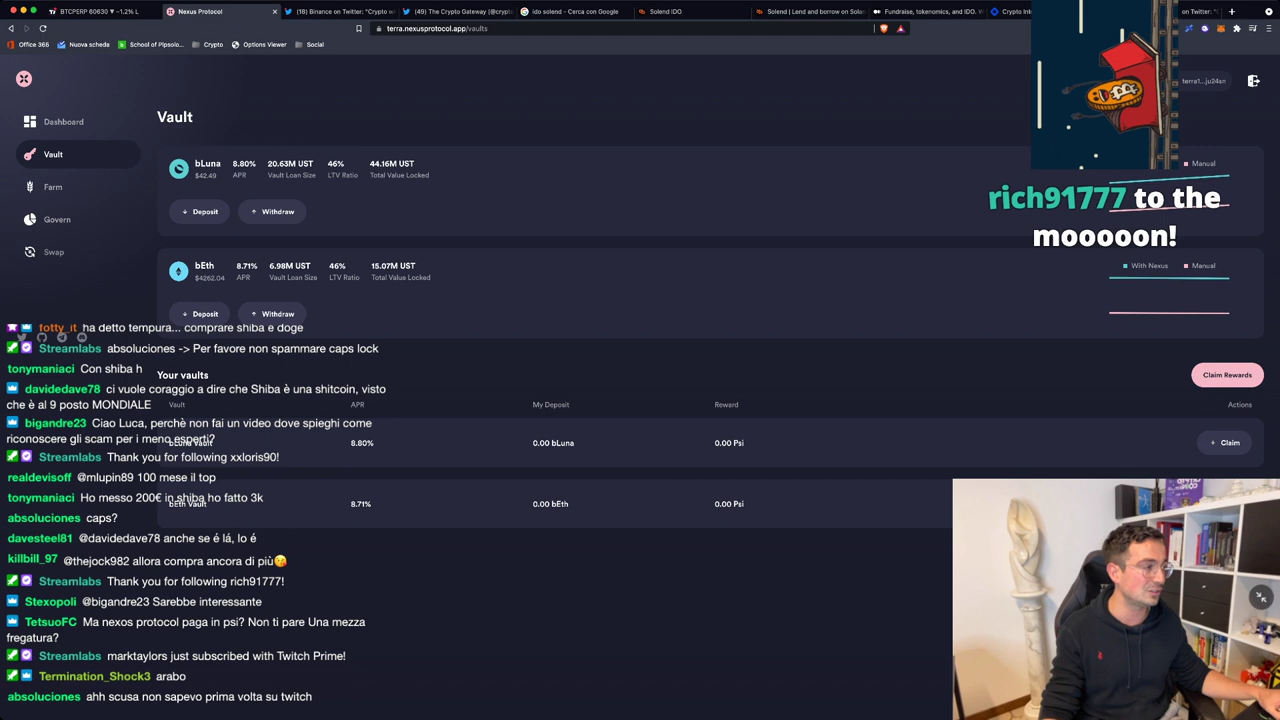 BTCPERP 60630 ▼ −1.2% L
Nexus Protocol
(18) Binance on Twitter: "Crypto w
(49) The Crypto Gateway (@crypto
ido solend - Cerca con Google
Solend IDO
Solend | Lend and borrow on Sola
Fundraise, tokenomics, and IDO. W
Crypto Int
on Twitter: "
terra.nexusprotocol.app/vaults
Office 365
Nuova scheda
School of Pipsolo...
Crypto
Options Viewer
Social
terra1...ju24sm
Dashboard
Vault
Farm
Govern
Swap
Vault
bLuna
$42.49
8.80%
APR
20.63M UST
Vault Loan Size
46%
LTV Ratio
44.16M UST
Total Value Locked
Manual
Deposit
Withdraw
rich91777 to the
mooooon!
bEth
$4262.04
8.71%
APR
6.98M UST
Vault Loan Size
46%
LTV Ratio
15.07M UST
Total Value Locked
With Nexus
Manual
Deposit
Withdraw
Your vaults
Claim Rewards
Vault
APR
My Deposit
Reward
Actions
bLuna Vault
8.80%
0.00 bLuna
0.00 Psi
+ Claim
bEth Vault
8.71%
0.00 bEth
0.00 Psi
fotty_it ha detto tempura... comprare shiba e doge
Streamlabs absoluciones -> Per favore non spammare caps lock
tonymaniaci Con shiba h
davidedave78 ci vuole coraggio a dire che Shiba è una shitcoin, visto
che è al 9 posto MONDIALE
bigandre23 Ciao Luca, perchè non fai un video dove spieghi come
riconoscere gli scam per i meno esperti?
Streamlabs Thank you for following xxloris90!
realdevisoff @mlupin89 100 mese il top
tonymaniaci Ho messo 200€ in shiba ho fatto 3k
absoluciones caps?
davesteel81 @davidedave78 anche se é lá, lo é
killbill_97 @thejock982 allora compra ancora di più😘
Streamlabs Thank you for following rich91777!
Stexopoli @bigandre23 Sarebbe interessante
TetsuoFC Ma nexos protocol paga in psi? Non ti pare Una mezza
fregatura?
Streamlabs marktaylors just subscribed with Twitch Prime!
Termination_Shock3 arabo
absoluciones ahh scusa non sapevo prima volta su twitch